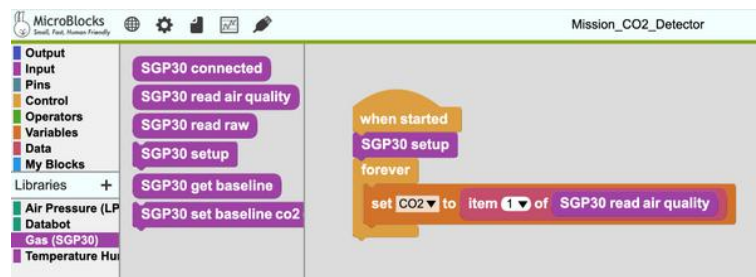 MicroBlocks
Small, Fast, Human Friendly
Mission_CO2_Detector
Output
Input
Pins
Control
Operators
Variables
Data
My Blocks
Libraries +
Air Pressure (LP
Databot
Gas (SGP30)
Temperature Hu
SGP30 connected
SGP30 read air quality
SGP30 read raw
SGP30 setup
SGP30 get baseline
SGP30 set baseline co2
when started
SGP30 setup
forever
set CO2 to item 1 of SGP30 read air quality